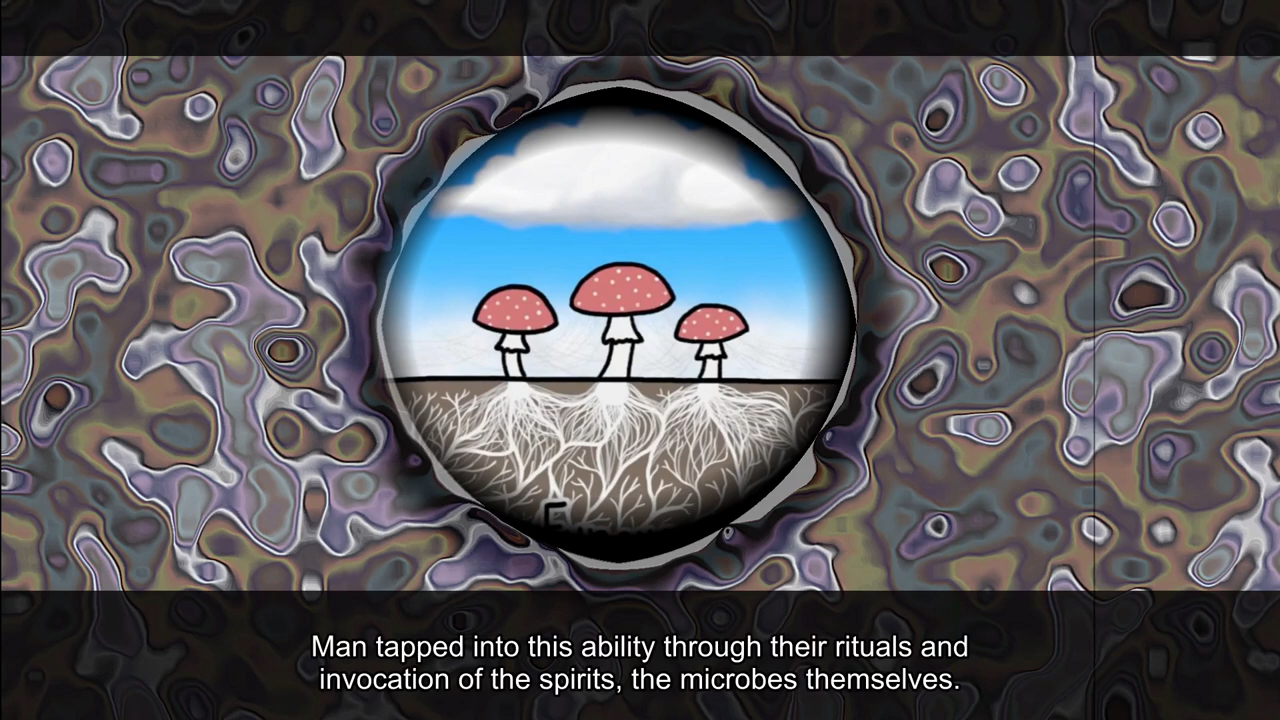 Man tapped into this ability through their rituals and
invocation of the spirits, the microbes themselves.